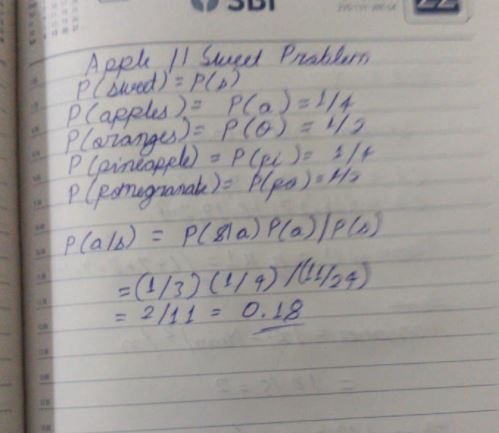 SBI
22
Apple || Sweet Problem
P(sweet) = P(s)
P(apples) = P(a) = 1/4
P(oranges) = P(O) = 1/2
P(pineapple) = P(pi) = 1/4
P(pomegranate) = P(po) = 1/2
P(a/s) = P(s|a) P(a) / P(s)
= (1/3) (1/4) / (11/24)
= 2/11 = 0.18